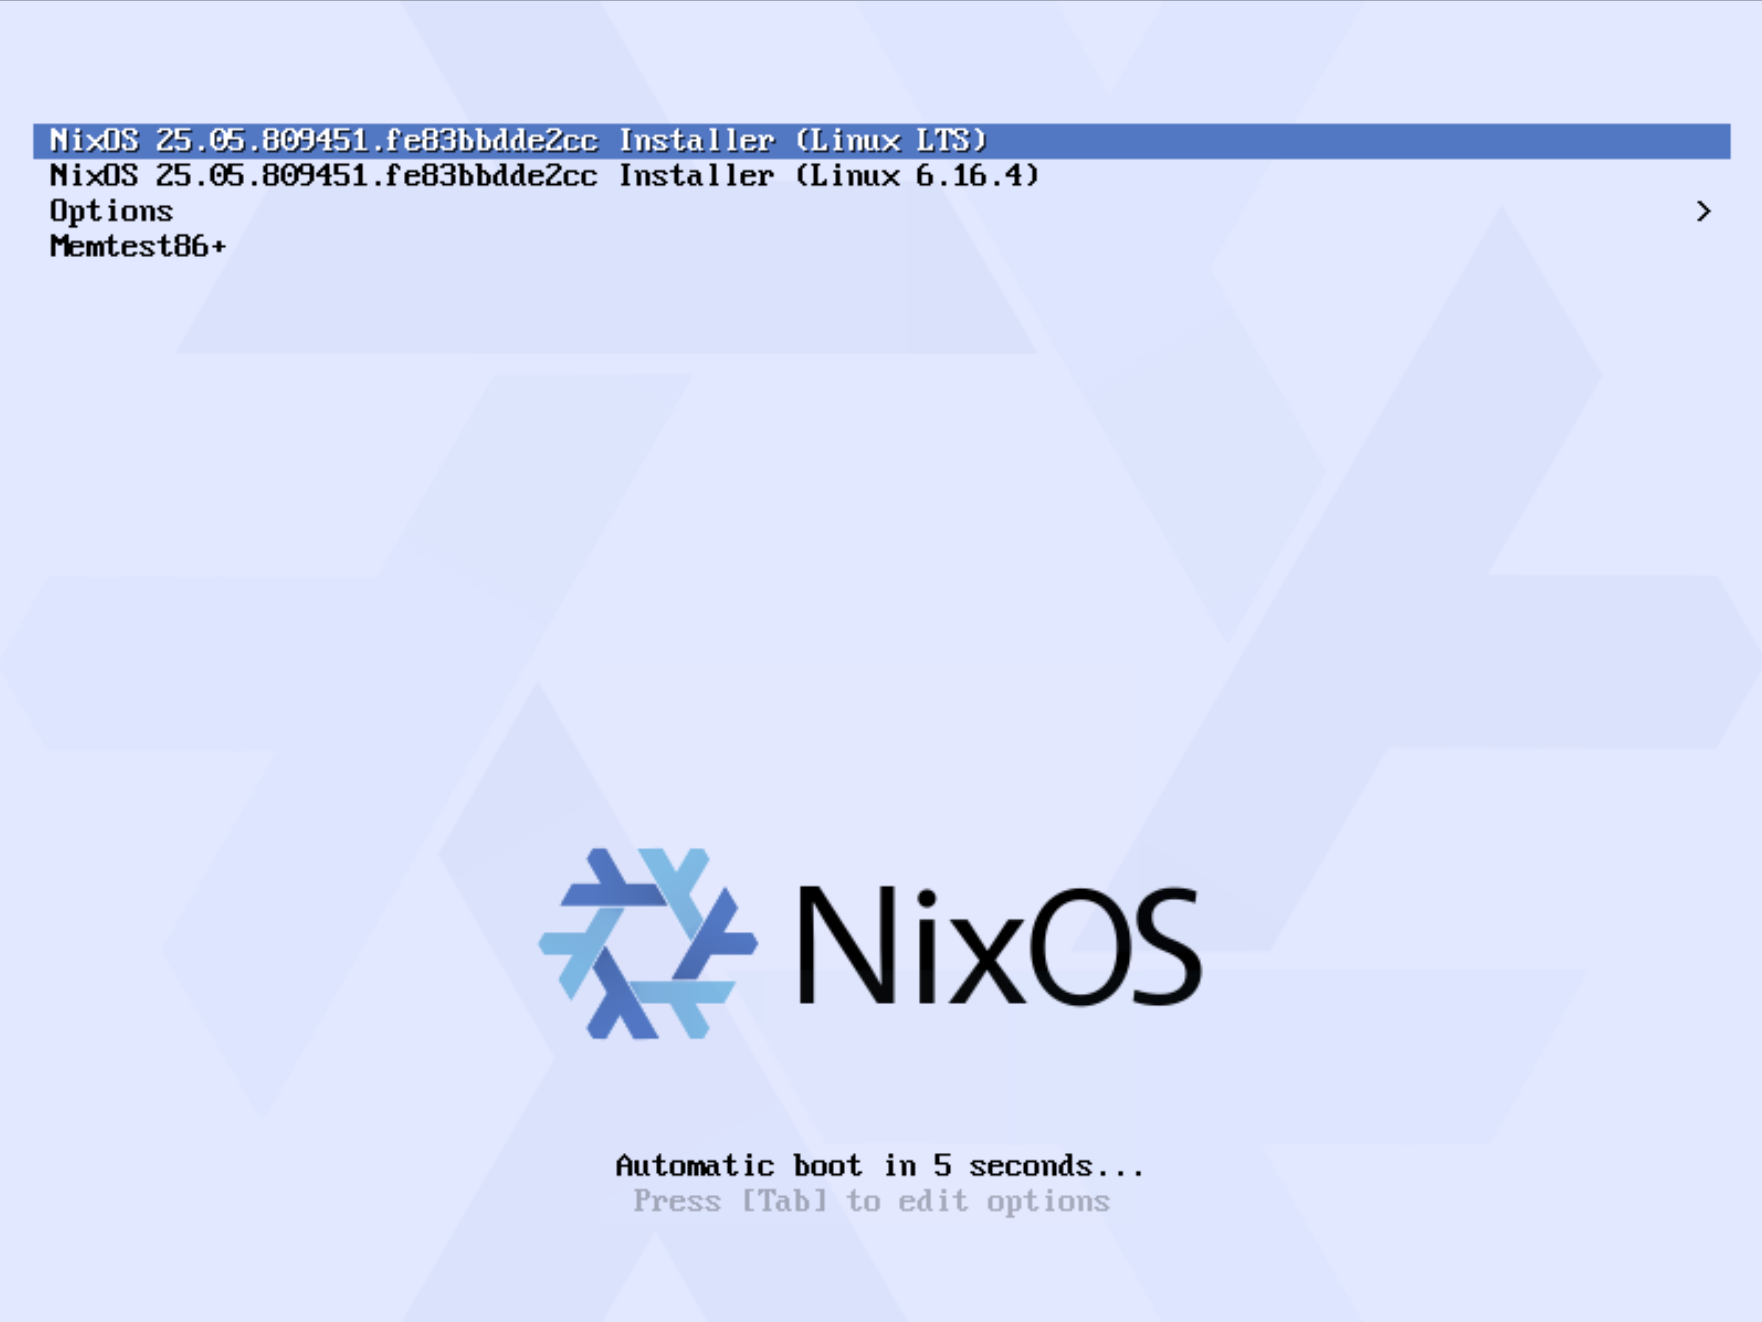 NixOS 25.05.809451.fe83bbdde2cc Installer (Linux LTS)
NixOS 25.05.809451.fe83bbdde2cc Installer (Linux 6.16.4)
Options >
Memtest86+
NixOS
Automatic boot in 5 seconds...
Press [Tab] to edit options